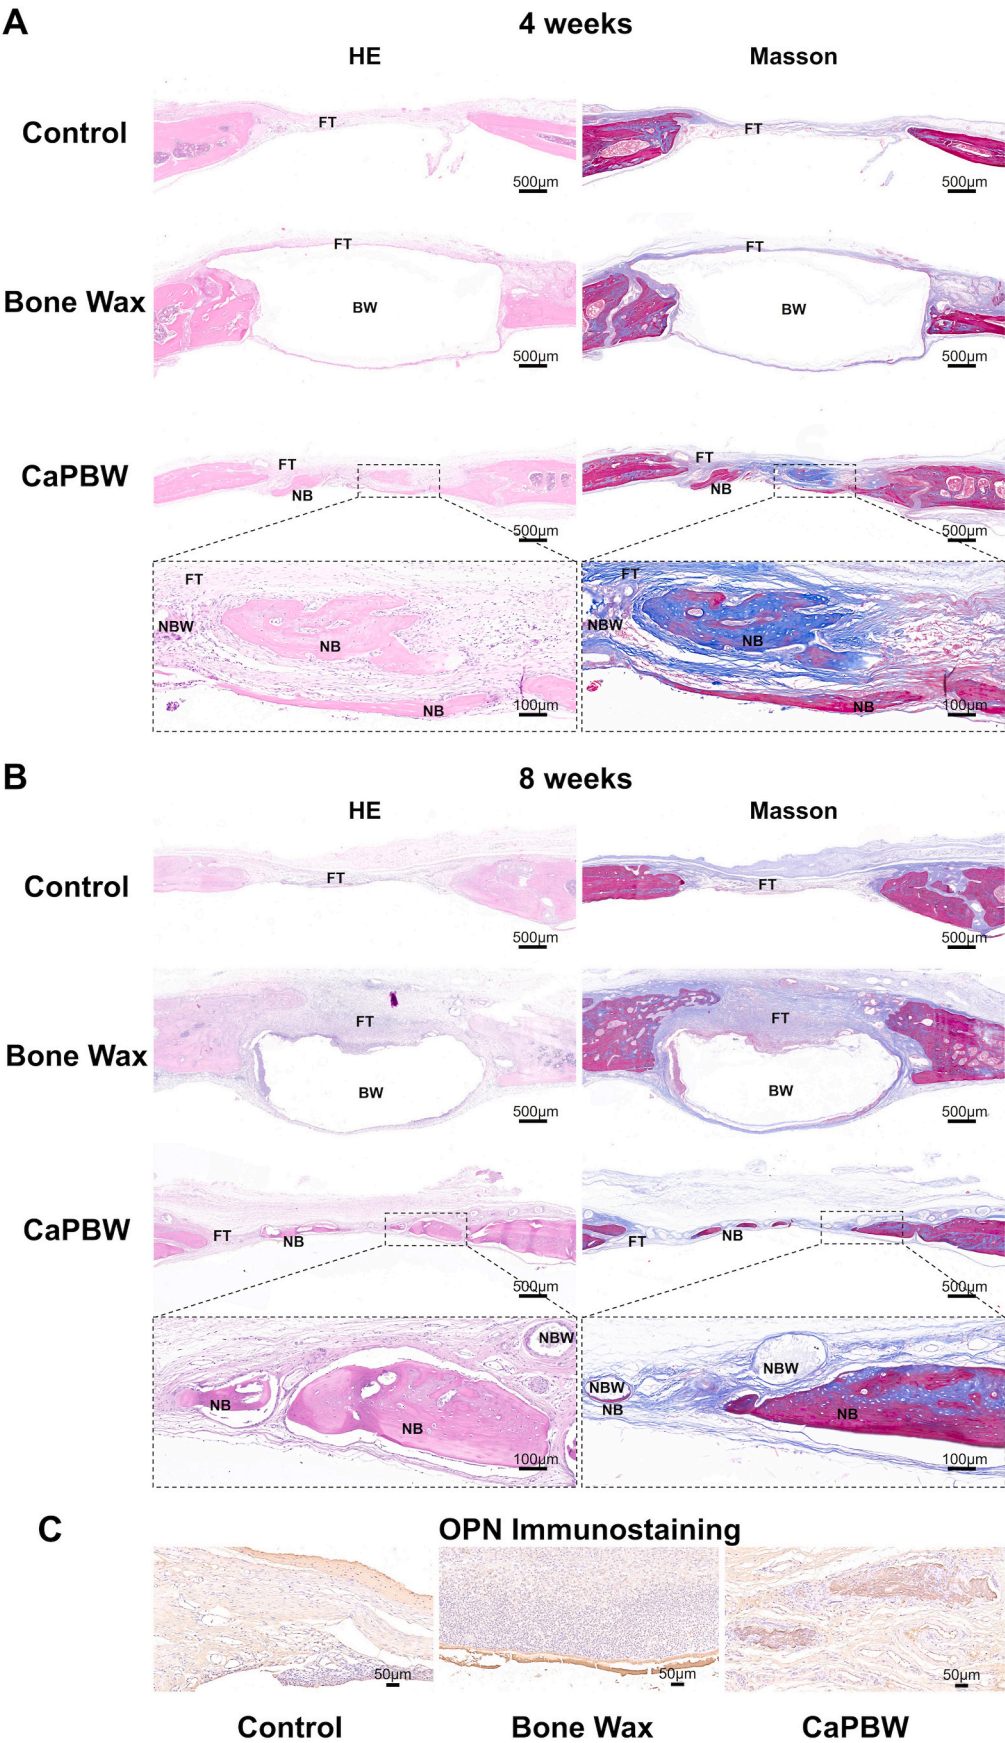 A
4 weeks
HE
Masson
Control
FT
500μm
FT
500μm
Bone Wax
FT
BW
500μm
FT
BW
500μm
CaPBW
FT
NB
500μm
FT
NB
500μm
FT
NBW
NB
NB
100μm
FT
NBW
NB
NB
100μm
B
8 weeks
HE
Masson
Control
FT
500μm
FT
500μm
Bone Wax
FT
BW
500μm
FT
BW
500μm
CaPBW
FT
NB
500μm
FT
NB
500μm
NBW
NB
NB
100μm
NBW
NBW
NB
NB
100μm
C
OPN Immunostaining
50μm
50μm
50μm
Control
Bone Wax
CaPBW